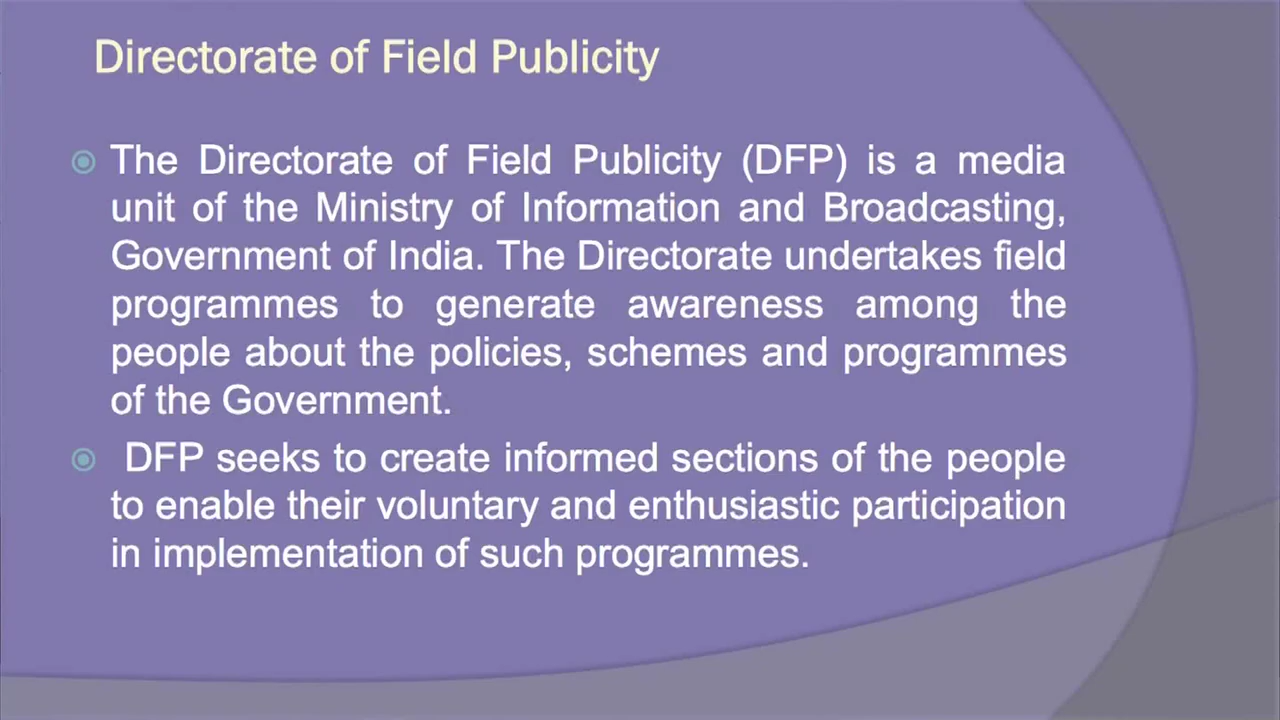 Directorate of Field Publicity
The Directorate of Field Publicity (DFP) is a media
unit of the Ministry of Information and Broadcasting,
Government of India. The Directorate undertakes field
programmes to generate awareness among the
people about the policies, schemes and programmes
of the Government.
DFP seeks to create informed sections of the people
to enable their voluntary and enthusiastic participation
in implementation of such programmes.